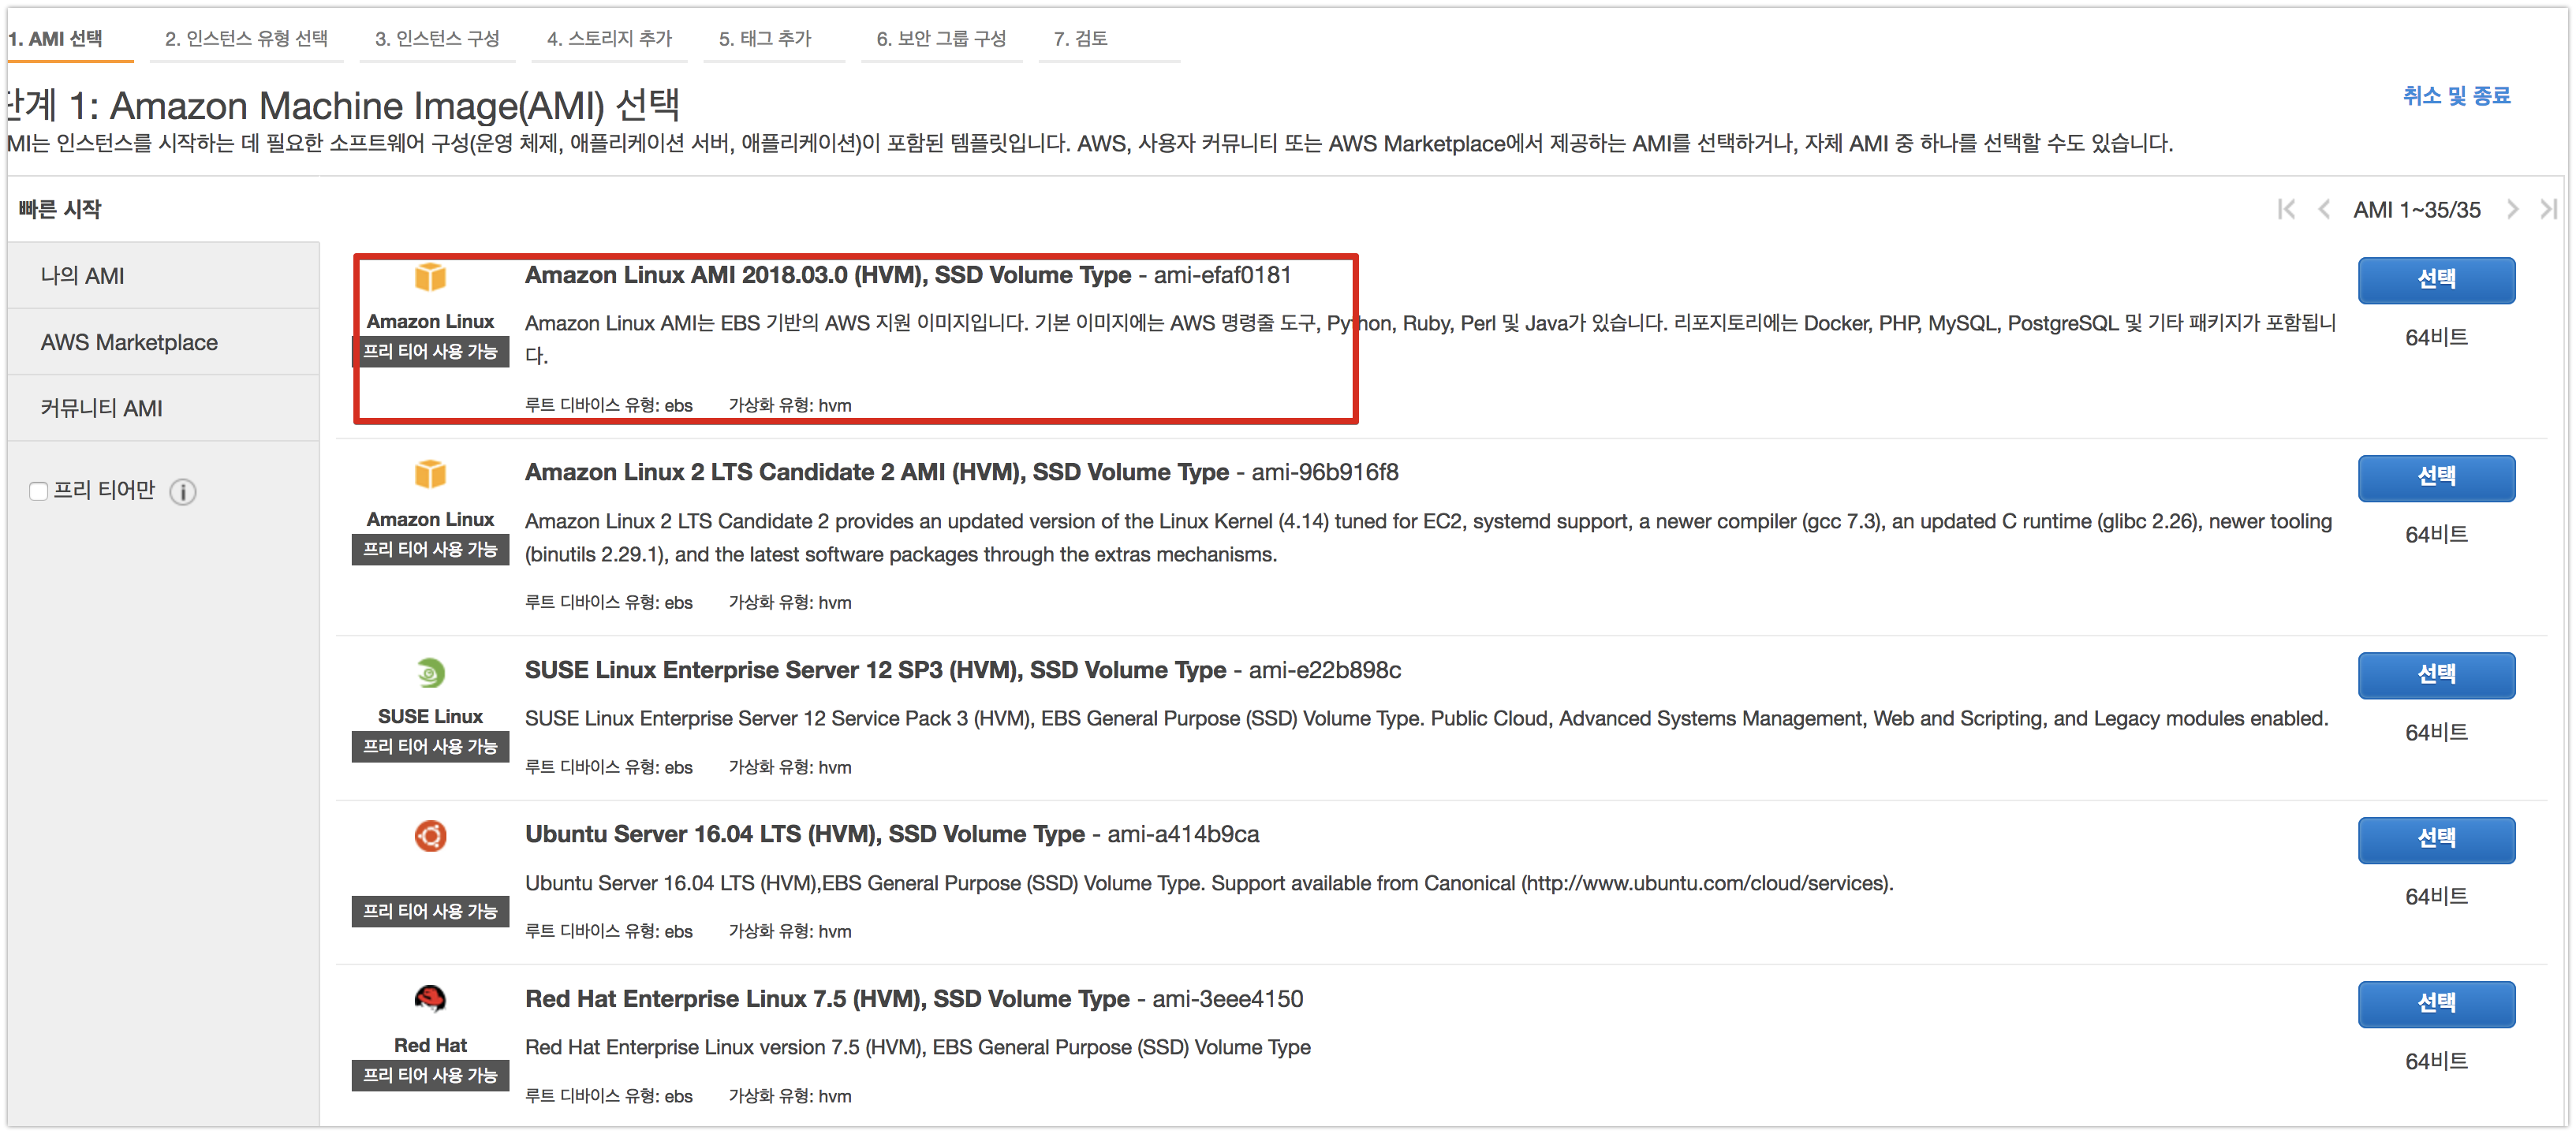 1. AMI 선택
2. 인스턴스 유형 선택
3. 인스턴스 구성
4. 스토리지 추가
5. 태그 추가
6. 보안 그룹 구성
7. 검토
단계 1: Amazon Machine Image(AMI) 선택
취소 및 종료
MI는 인스턴스를 시작하는 데 필요한 소프트웨어 구성(운영 체제, 애플리케이션 서버, 애플리케이션)이 포함된 템플릿입니다. AWS, 사용자 커뮤니티 또는 AWS Marketplace에서 제공하는 AMI를 선택하거나, 자체 AMI 중 하나를 선택할 수도 있습니다.
빠른 시작
AMI 1~35/35
나의 AMI
AWS Marketplace
커뮤니티 AMI
프리 티어만
Amazon Linux
프리 티어 사용 가능
Amazon Linux AMI 2018.03.0 (HVM), SSD Volume Type - ami-efaf0181
Amazon Linux AMI는 EBS 기반의 AWS 지원 이미지입니다. 기본 이미지에는 AWS 명령줄 도구, Python, Ruby, Perl 및 Java가 있습니다. 리포지토리에는 Docker, PHP, MySQL, PostgreSQL 및 기타 패키지가 포함됩니
다.
루트 디바이스 유형: ebs 가상화 유형: hvm
선택
64비트
Amazon Linux
프리 티어 사용 가능
Amazon Linux 2 LTS Candidate 2 AMI (HVM), SSD Volume Type - ami-96b916f8
Amazon Linux 2 LTS Candidate 2 provides an updated version of the Linux Kernel (4.14) tuned for EC2, systemd support, a newer compiler (gcc 7.3), an updated C runtime (glibc 2.26), newer tooling
(binutils 2.29.1), and the latest software packages through the extras mechanisms.
루트 디바이스 유형: ebs 가상화 유형: hvm
선택
64비트
SUSE Linux
프리 티어 사용 가능
SUSE Linux Enterprise Server 12 SP3 (HVM), SSD Volume Type - ami-e22b898c
SUSE Linux Enterprise Server 12 Service Pack 3 (HVM), EBS General Purpose (SSD) Volume Type. Public Cloud, Advanced Systems Management, Web and Scripting, and Legacy modules enabled.
루트 디바이스 유형: ebs 가상화 유형: hvm
선택
64비트
프리 티어 사용 가능
Ubuntu Server 16.04 LTS (HVM), SSD Volume Type - ami-a414b9ca
Ubuntu Server 16.04 LTS (HVM),EBS General Purpose (SSD) Volume Type. Support available from Canonical (http://www.ubuntu.com/cloud/services).
루트 디바이스 유형: ebs 가상화 유형: hvm
선택
64비트
Red Hat
프리 티어 사용 가능
Red Hat Enterprise Linux 7.5 (HVM), SSD Volume Type - ami-3eee4150
Red Hat Enterprise Linux version 7.5 (HVM), EBS General Purpose (SSD) Volume Type
루트 디바이스 유형: ebs 가상화 유형: hvm
선택
64비트